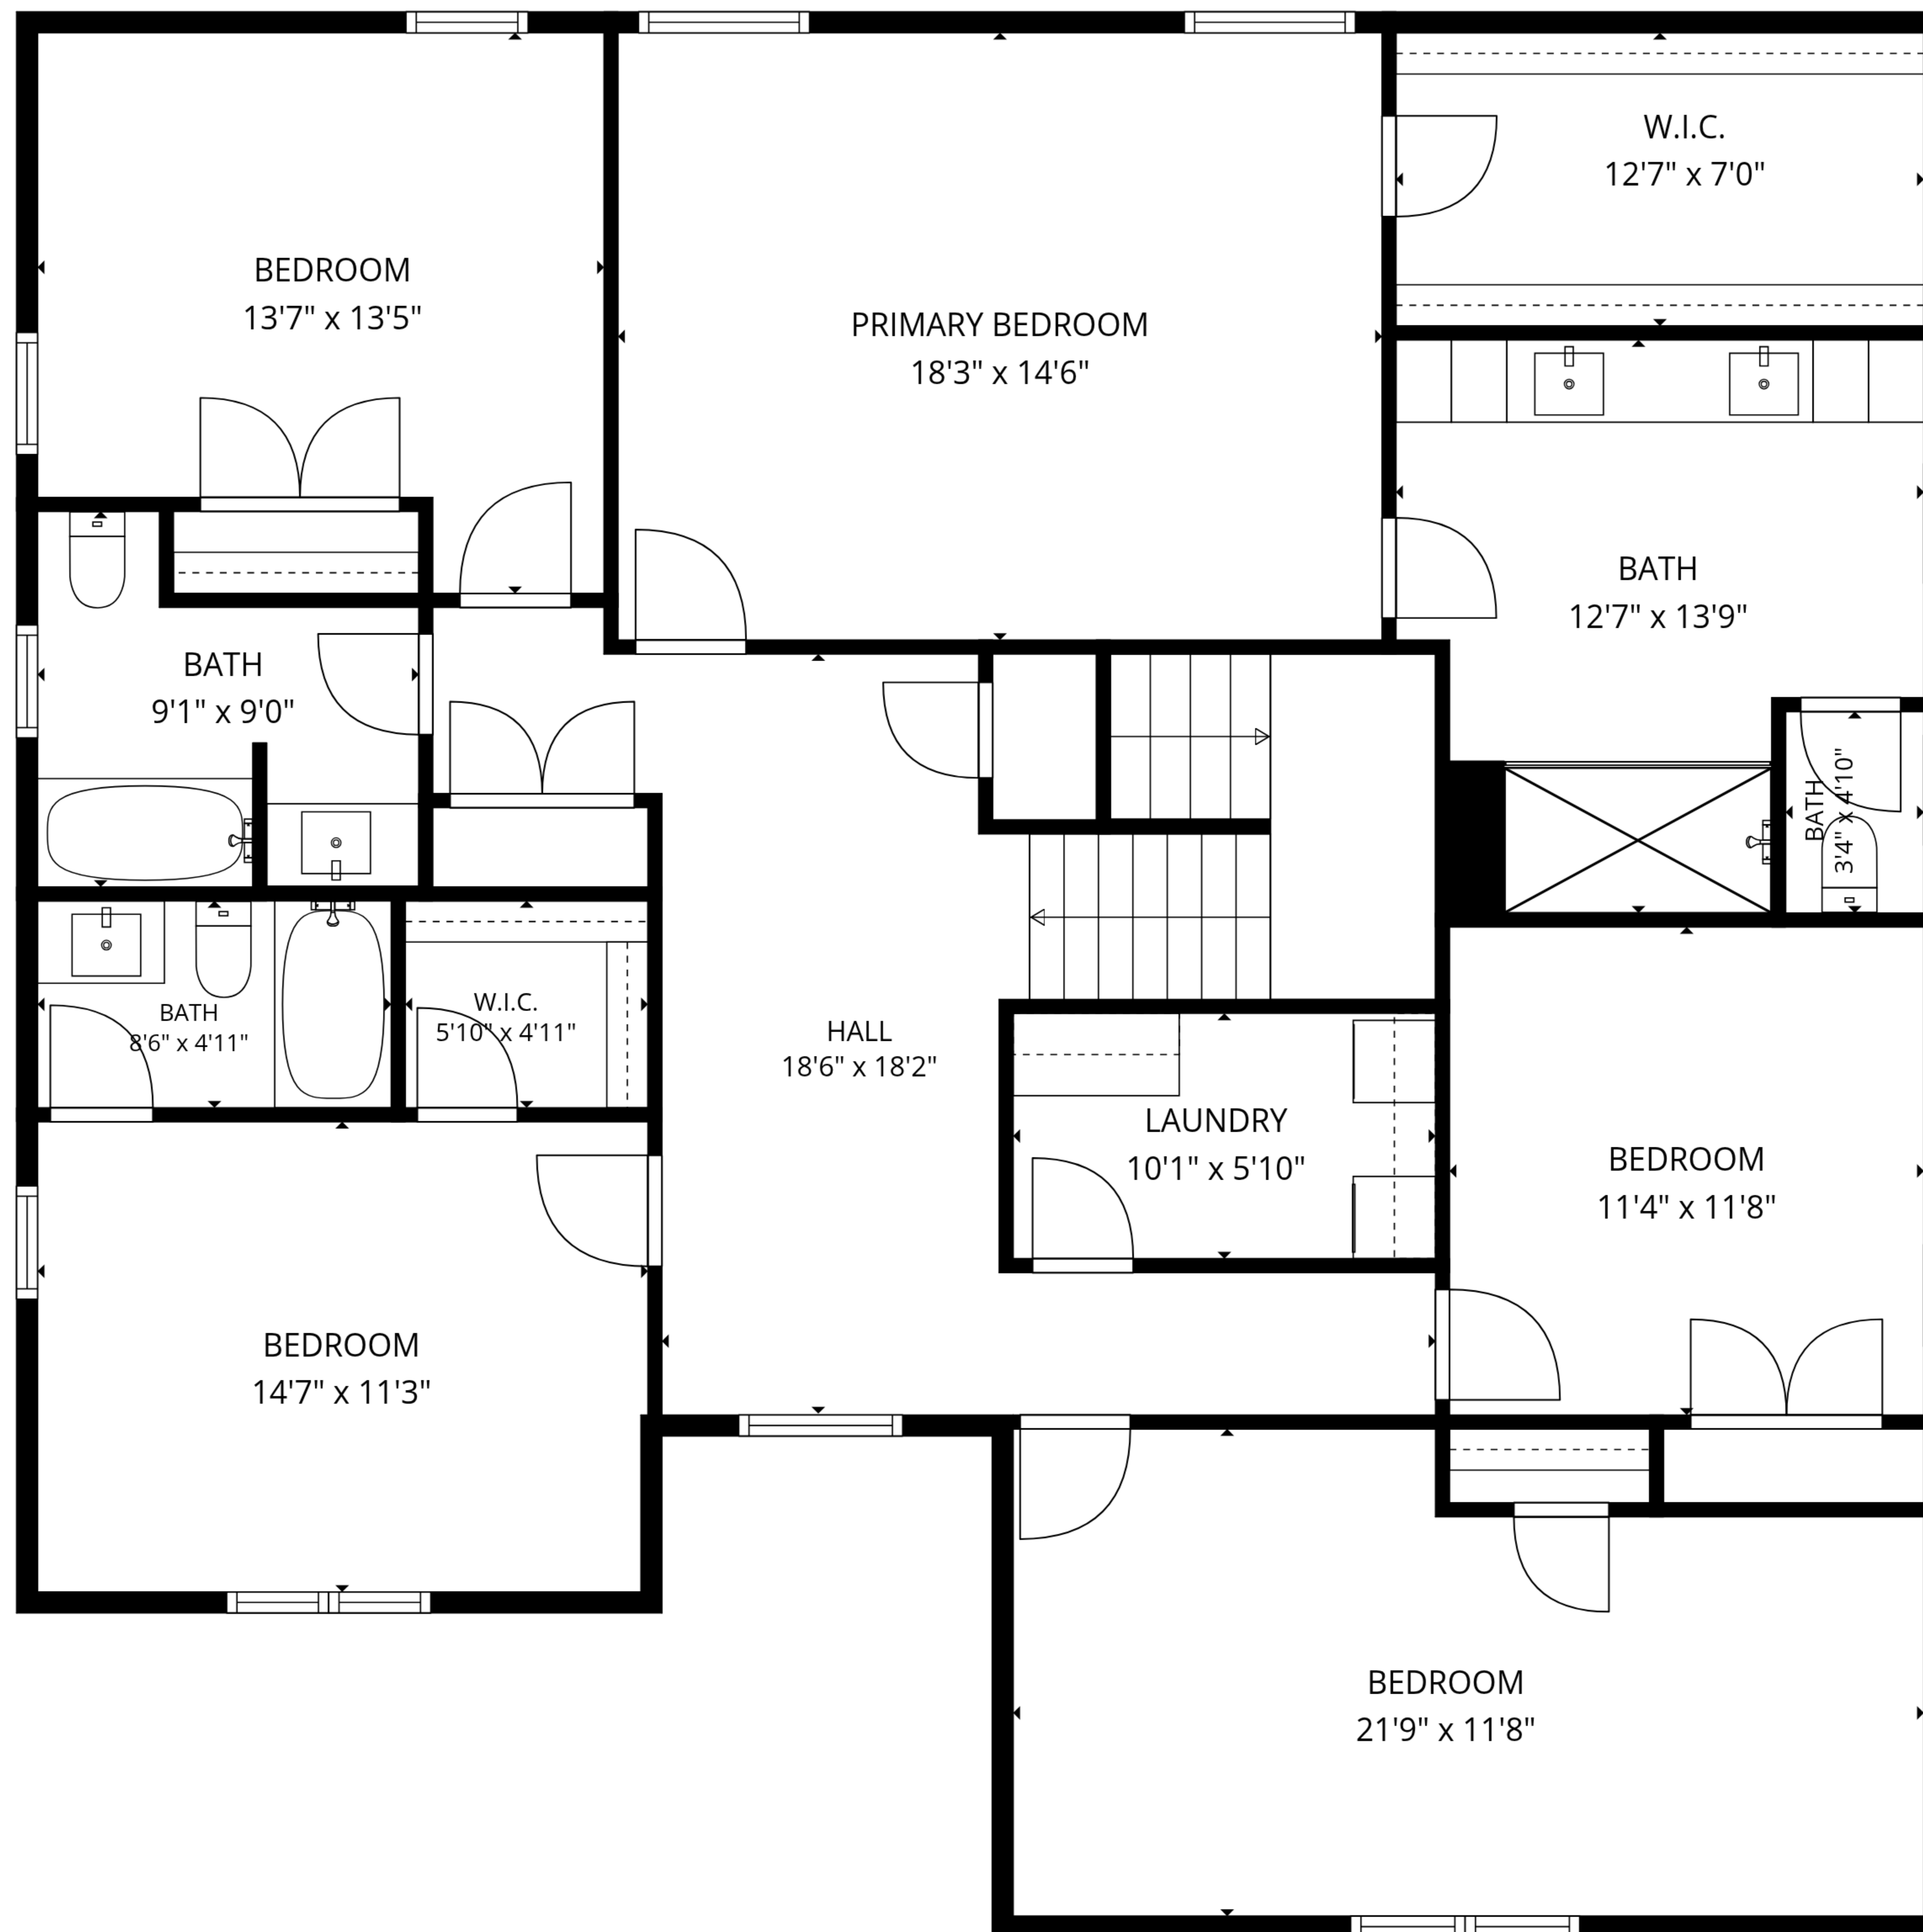 W.I.C.
12'7" x 7'0"
BEDROOM
13'7" x 13'5"
PRIMARY BEDROOM
18'3" x 14'6"
BATH
12'7" x 13'9"
BATH
9'1" x 9'0"
BATH
3'4" x 4'10"
BATH
8'6" x 4'11"
W.I.C.
5'10" x 4'11"
HALL
18'6" x 18'2"
LAUNDRY
10'1" x 5'10"
BEDROOM
11'4" x 11'8"
BEDROOM
14'7" x 11'3"
BEDROOM
21'9" x 11'8"